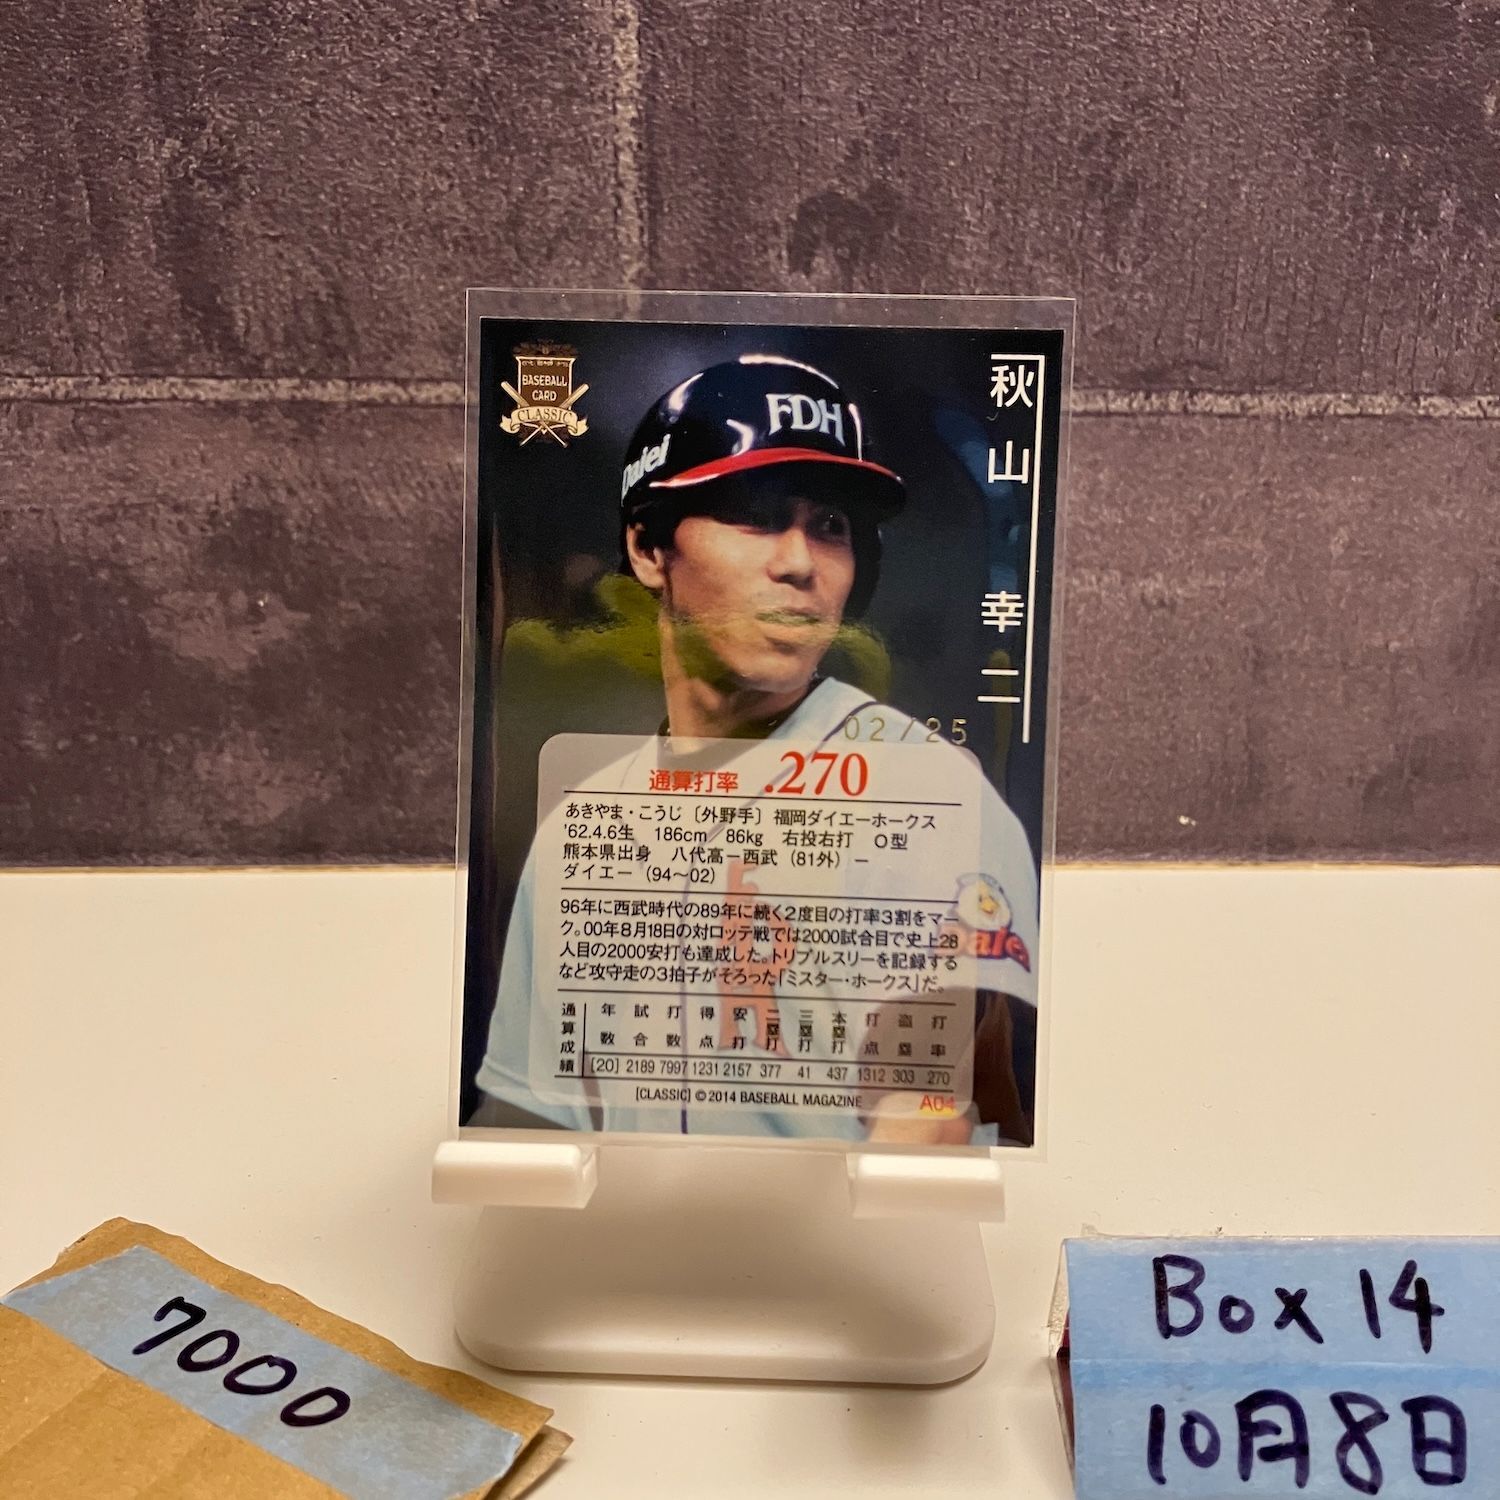 BASEBALL
CARD
CLASSIC
FDH
Daiei
秋山 幸二
02/25
通算打率 .270
あきやま・こうじ〔外野手〕福岡ダイエーホークス
'62.4.6生 186cm 86kg 右投右打 O型
熊本県出身 八代高－西武（81外）－
ダイエー（94～02）
96年に西武時代の89年に続く2度目の打率3割をマー
ク。00年8月18日の対ロッテ戦では2000試合目で史上28
人目の2000安打も達成した。トリプルスリーを記録する
など攻守走の3拍子がそろった「ミスター・ホークス」だ。
通算成績 年数 試合 打数 得点 安打 二塁打 三塁打 本塁打 打点 盗塁 打率
[20] 2189 7997 1231 2157 377 41 437 1312 303 270
[CLASSIC] © 2014 BASEBALL MAGAZINE A04
Daiei
7000
Box 14
10月8日